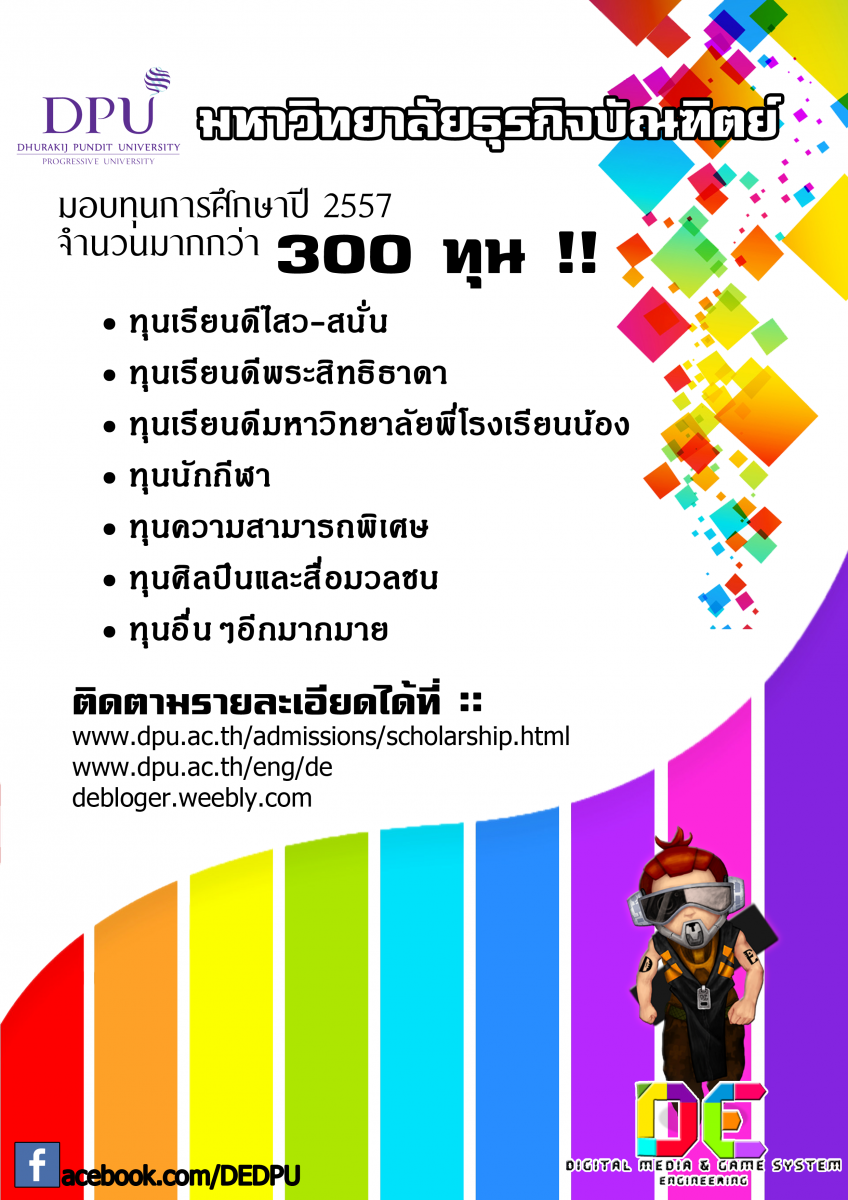 DPU
DHURAKIJ PUNDIT UNIVERSITY
PROGRESSIVE UNIVERSITY
มหาวิทยาลัยธุรกิจบัณฑิตย์
มอบทุนการศึกษาปี 2557
จำนวนมากกว่า 300 ทุน !!
• ทุนเรียนดีไสว-สนั่น
• ทุนเรียนดีพระสิทธิธาดา
• ทุนเรียนดีมหาวิทยาลัยพี่โรงเรียนน้อง
• ทุนนักกีฬา
• ทุนความสามารถพิเศษ
• ทุนศิลปินและสื่อมวลชน
• ทุนอื่นๆอีกมากมาย
ติดตามรายละเอียดได้ที่ ::
www.dpu.ac.th/admissions/scholarship.html
www.dpu.ac.th/eng/de
debloger.weebly.com
DE
DIGITAL MEDIA & GAME SYSTEM
ENGINEERING
facebook.com/DEDPU